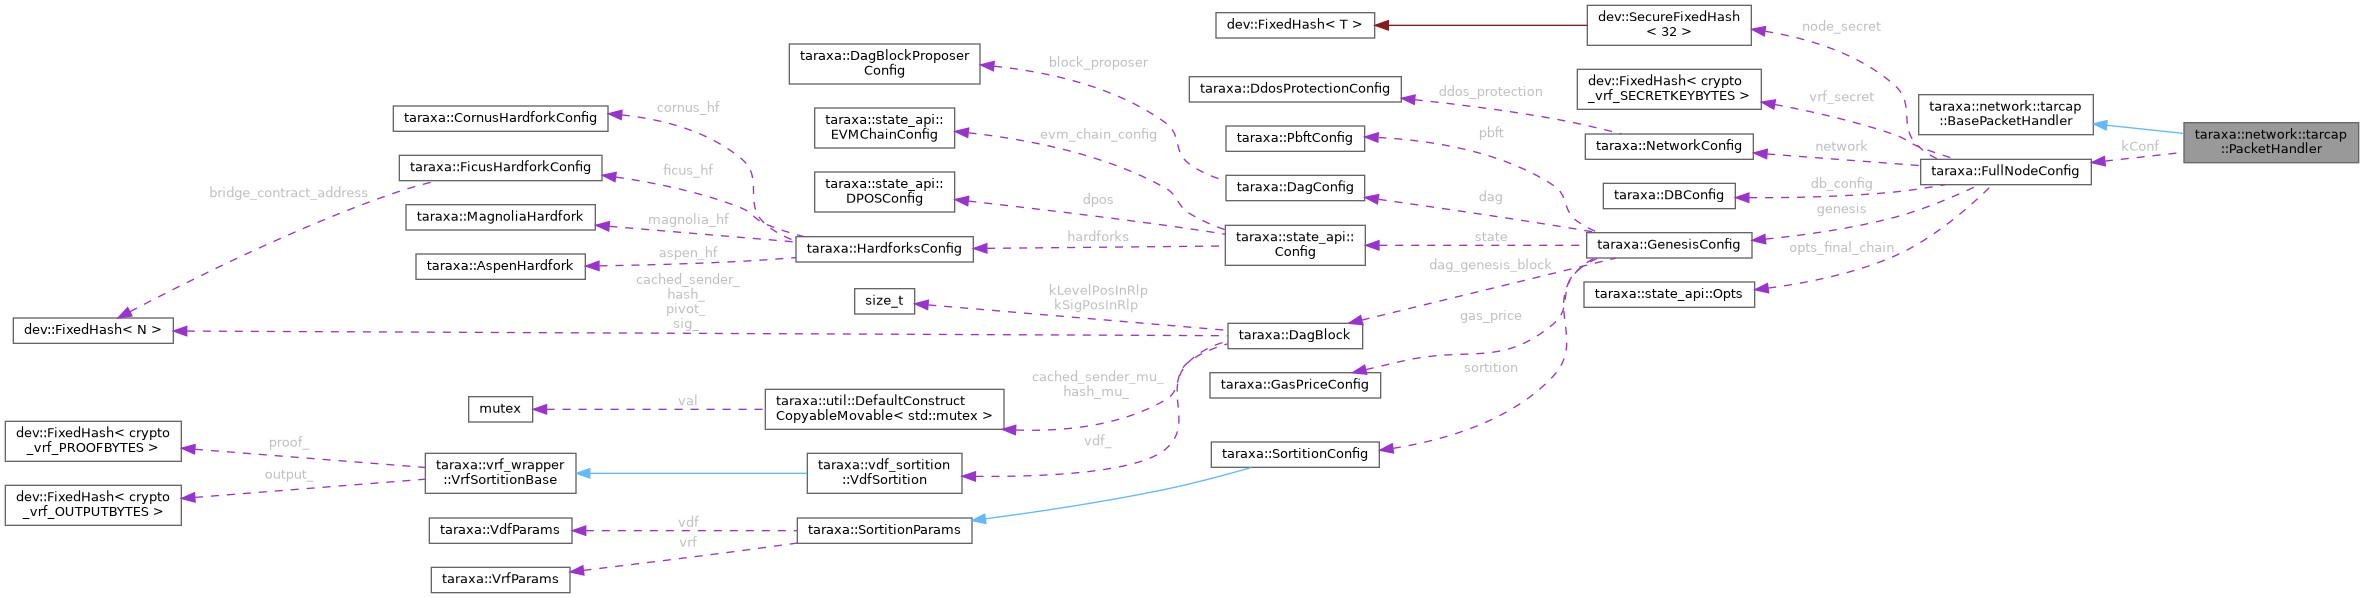 dev::FixedHash< T >
dev::SecureFixedHash
< 32 >
node_secret
taraxa::DagBlockProposer
Config
block_proposer
taraxa::DdosProtectionConfig
ddos_protection
dev::FixedHash< crypto
_vrf_SECRETKEYBYTES >
vrf_secret
taraxa::network::tarcap
::BasePacketHandler
taraxa::network::tarcap
::PacketHandler
kConf
taraxa::CornusHardforkConfig
cornus_hf
taraxa::state_api::
EVMChainConfig
evm_chain_config
taraxa::PbftConfig
pbft
taraxa::NetworkConfig
network
taraxa::FullNodeConfig
taraxa::FicusHardforkConfig
ficus_hf
bridge_contract_address
taraxa::state_api::
DPOSConfig
dpos
taraxa::DagConfig
dag
taraxa::DBConfig
db_config
genesis
taraxa::MagnoliaHardfork
magnolia_hf
taraxa::HardforksConfig
hardforks
taraxa::state_api::
Config
state
taraxa::GenesisConfig
opts_final_chain
taraxa::AspenHardfork
aspen_hf
dag_genesis_block
taraxa::state_api::Opts
cached_sender_
hash_
pivot_
sig_
size_t
kLevelPosInRlp
kSigPosInRlp
gas_price
dev::FixedHash< N >
taraxa::DagBlock
sortition
taraxa::GasPriceConfig
cached_sender_mu_
hash_mu_
mutex
val
taraxa::util::DefaultConstruct
CopyableMovable< std::mutex >
vdf_
dev::FixedHash< crypto
_vrf_PROOFBYTES >
proof_
taraxa::SortitionConfig
taraxa::vrf_wrapper
::VrfSortitionBase
taraxa::vdf_sortition
::VdfSortition
output_
dev::FixedHash< crypto
_vrf_OUTPUTBYTES >
taraxa::VdfParams
vdf
taraxa::SortitionParams
vrf
taraxa::VrfParams